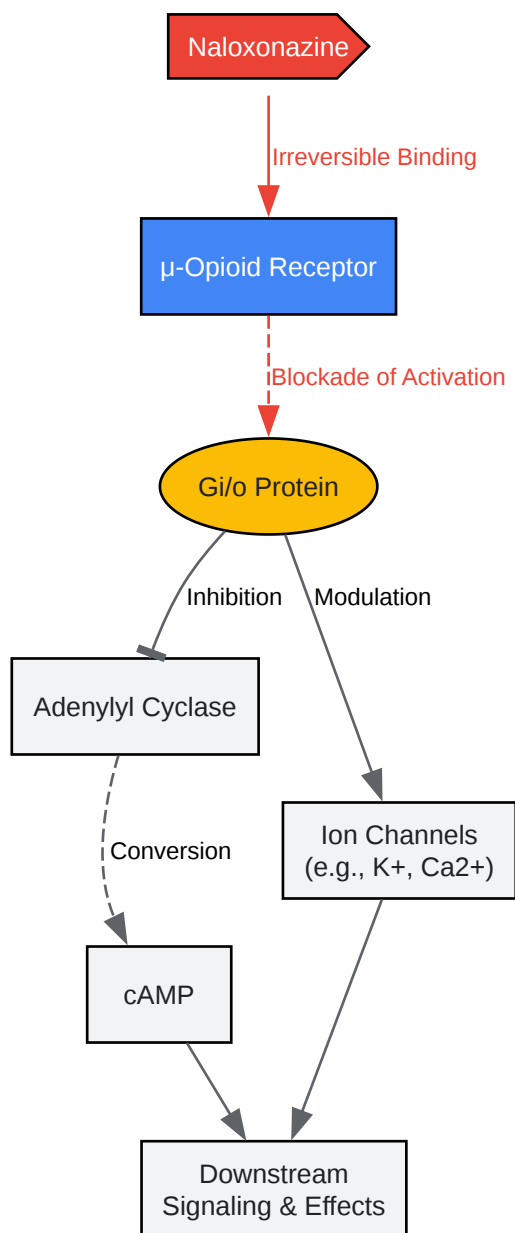 Naloxonazine
Irreversible Binding
μ-Opioid Receptor
Blockade of Activation
Gi/o Protein
Inhibition
Modulation
Adenylyl Cyclase
Ion Channels
(e.g., K+, Ca2+)
Conversion
cAMP
Downstream
Signaling & Effects